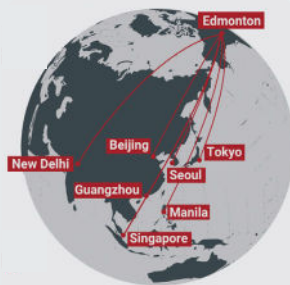 Edmonton
Beijing
Tokyo
New Delhi
Seoul
Guangzhou
Manila
Singapore